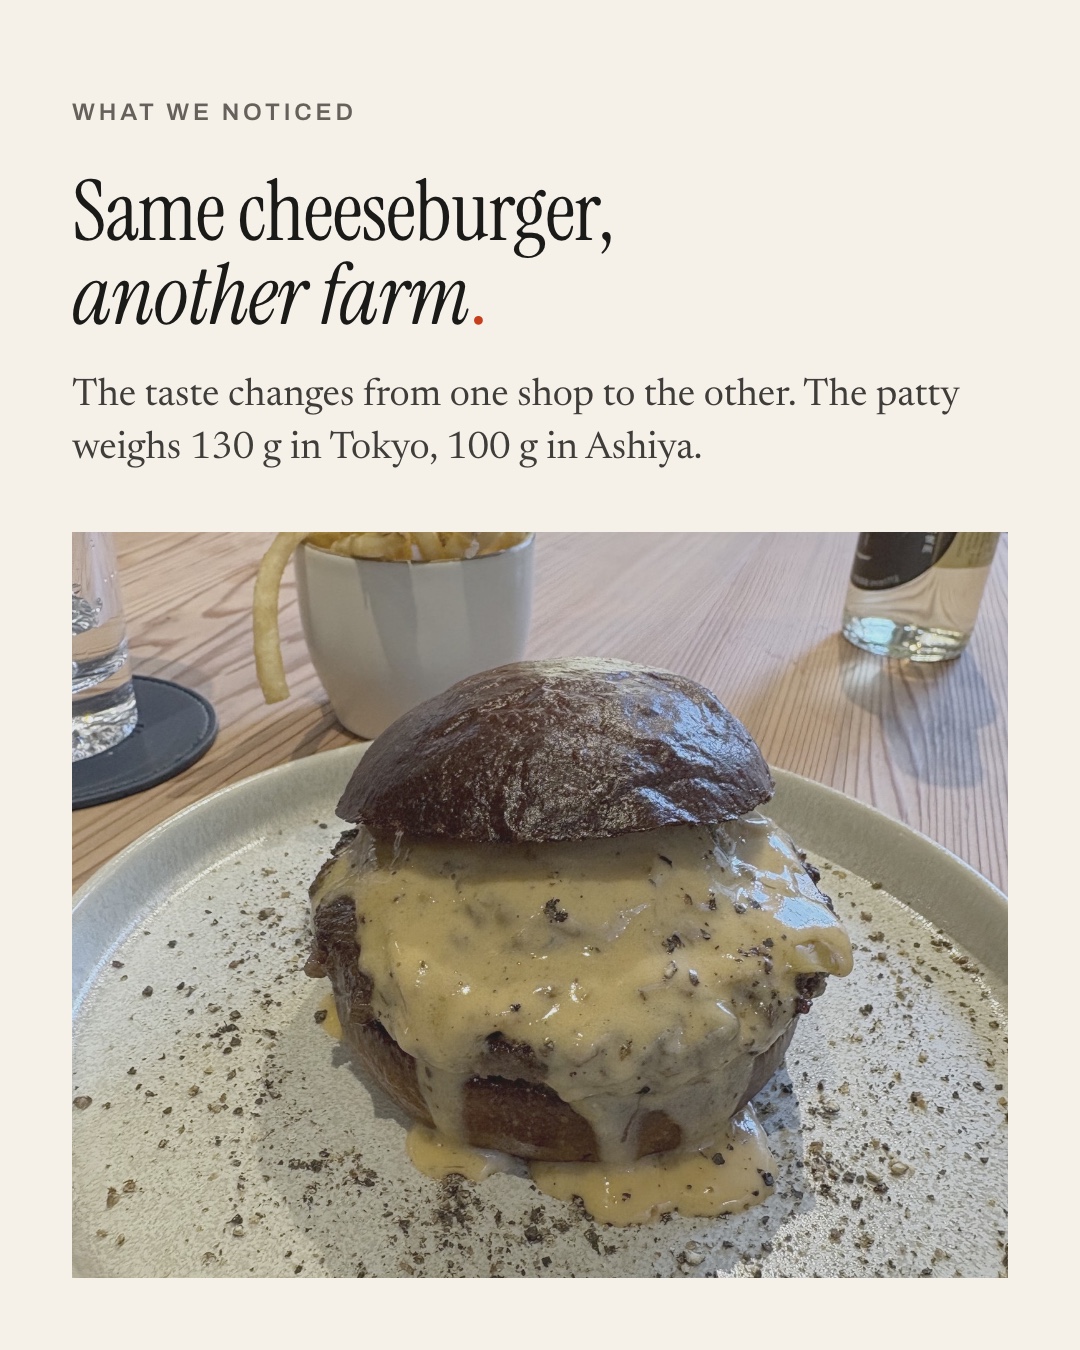 WHAT WE NOTICED
Same cheeseburger,
another farm.
The taste changes from one shop to the other. The patty
weighs 130 g in Tokyo, 100 g in Ashiya.